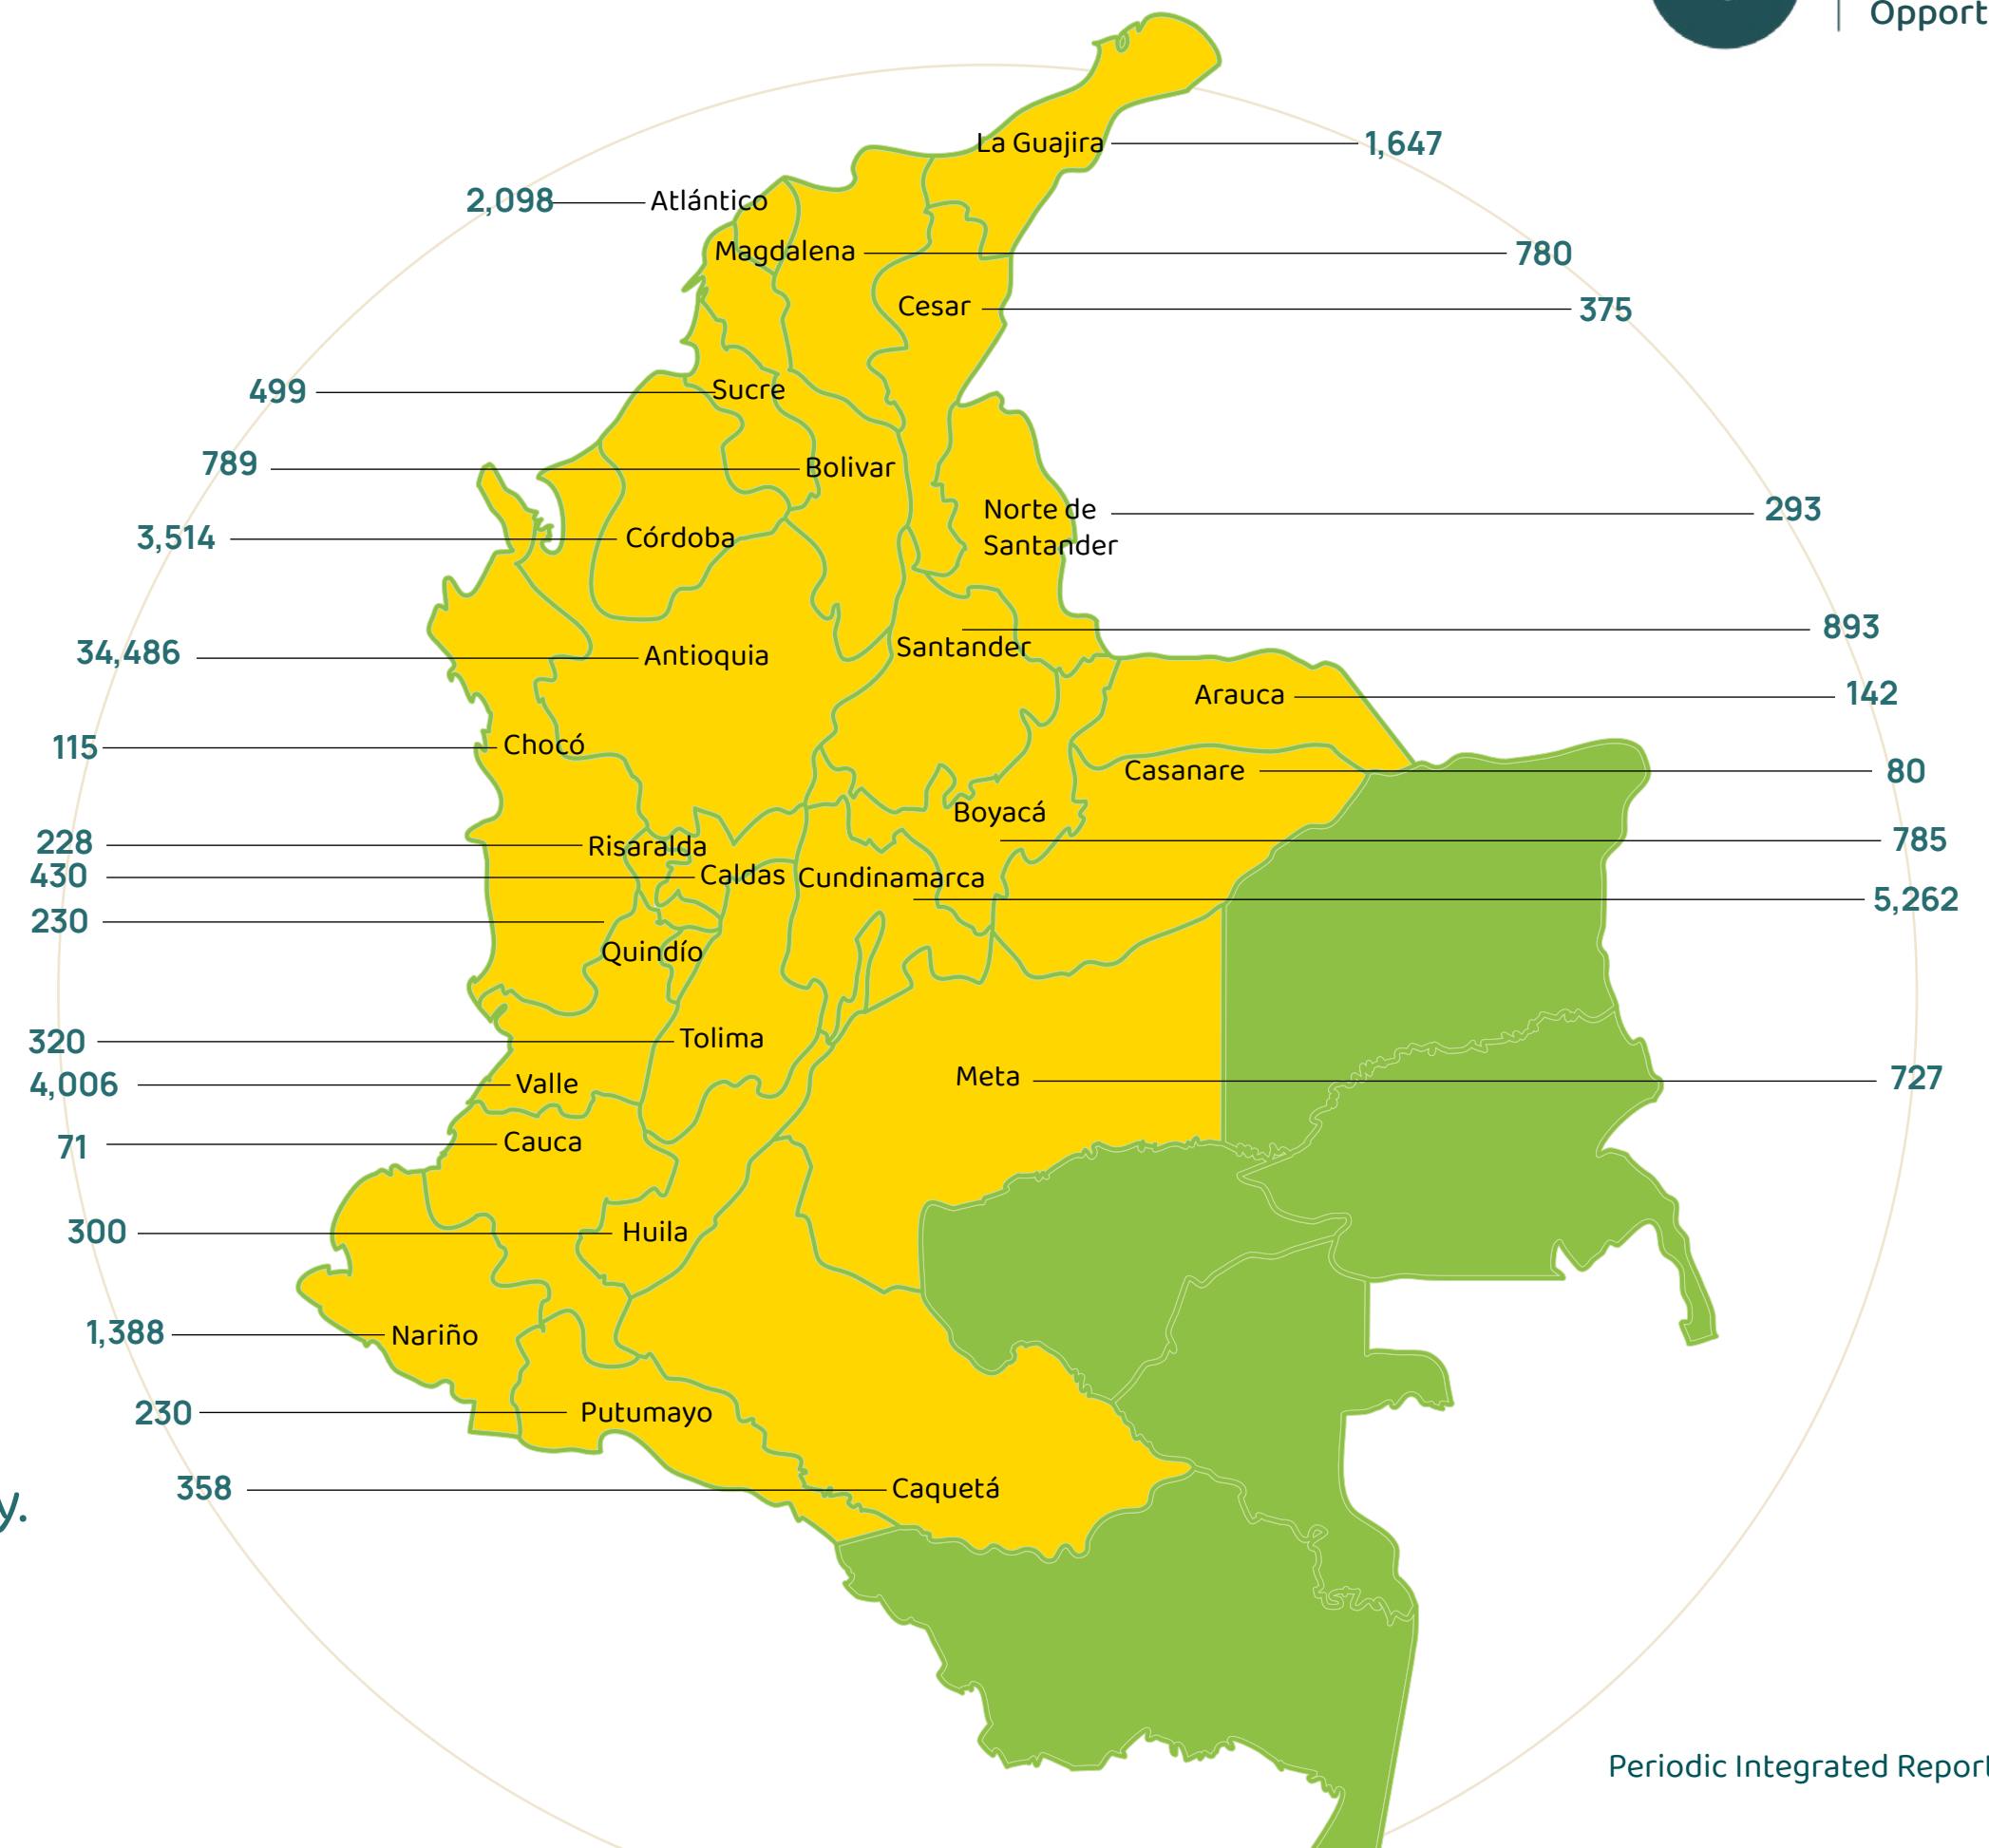 Opport
La Guajira 1,647
2,098 Atlántico
Magdalena 780
Cesar 375
499 Sucre
789 Bolivar
Norte de 293
Santander
3,514 Córdoba
893
Santander
34,486 Antioquia
Arauca 142
115 Chocó
Casanare 80
Boyacá
785
228 Risaralda
430 Caldas
Cundinamarca
5,262
230
Quindío
320 Tolima
Meta 727
4,006 Valle
71 Cauca
300 Huila
1,388 Nariño
230 Putumayo
358 Caquetá
y.
Periodic Integrated Report